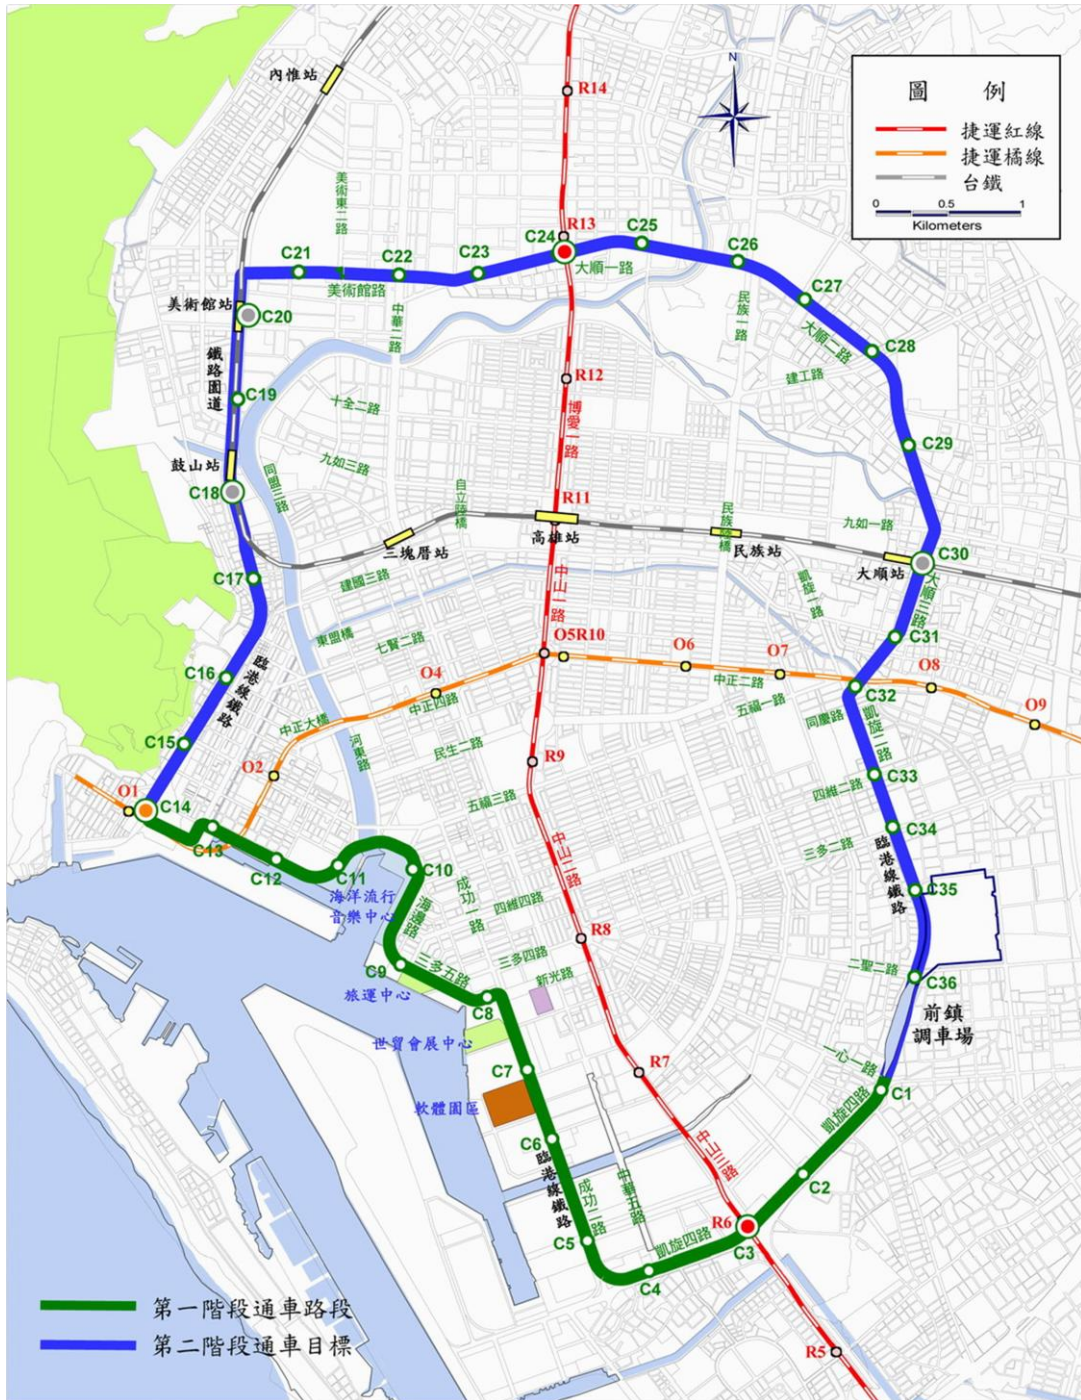 內惟站
R14
N
圖 例
捷運紅線
捷運橘線
台鐵
0 0.5 1
Kilometers
美術東二路
R13
C24
C25
C26
C21
C22
C23
大順一路
美術館路
C27
美術館站
C20
中華二路
民族一路
大順二路
C28
鐵路園道
建工路
R12
C19
十全二路
博愛一路
C29
鼓山站
九如三路
同盟三路
C18
自立陸橋
R11
民族陸橋
九如一路
高雄站
三塊厝站
民族站
C30
大順站
C17
建國三路
中山一路
凱旋一路
大順三路
東盟橋
七賢二路
O5R10
O6
O7
C31
C16
臨港線鐵路
O4
中正四路
中正二路
O8
C32
中正大橋
五福一路
同慶路
O9
C15
河東路
民生二路
凱旋二路
O2
R9
C33
O1
C14
五福三路
四維二路
C13
中山二路
C34
三多二路
臨港線鐵路
C12
C11
C10
成功一路
C35
海洋流行
音樂中心
海邊路
四維四路
R8
C9
三多五路
三多四路
新光路
二聖二路
C36
旅運中心
C8
前鎮
調車場
世貿會展中心
C7
R7
一心一路
C1
軟體園區
凱旋四路
C6
臨港線鐵路
中山三路
C2
成功二路
中華五路
R6
C5
凱旋四路
C3
C4
第一階段通車路段
第二階段通車目標
R5